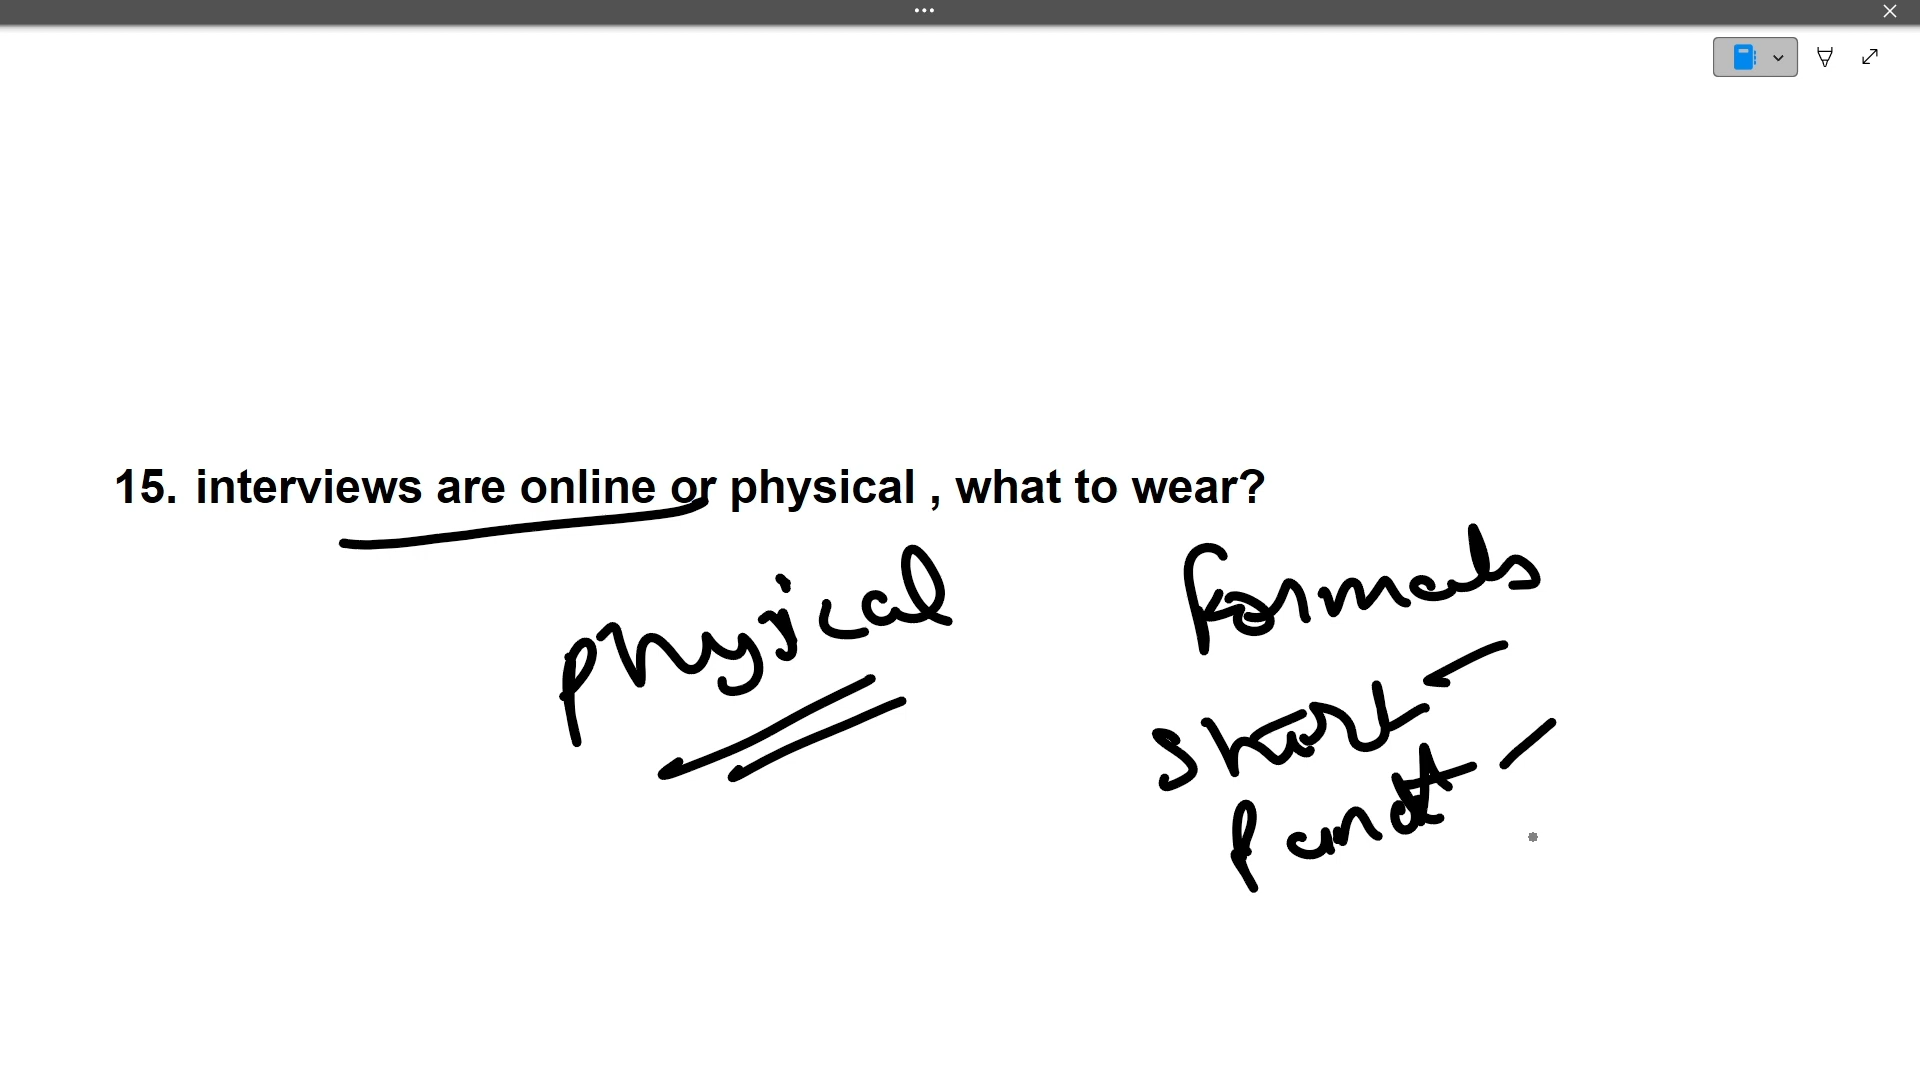 15. interviews are online or physical , what to wear?
physical
formals
shirt
pant